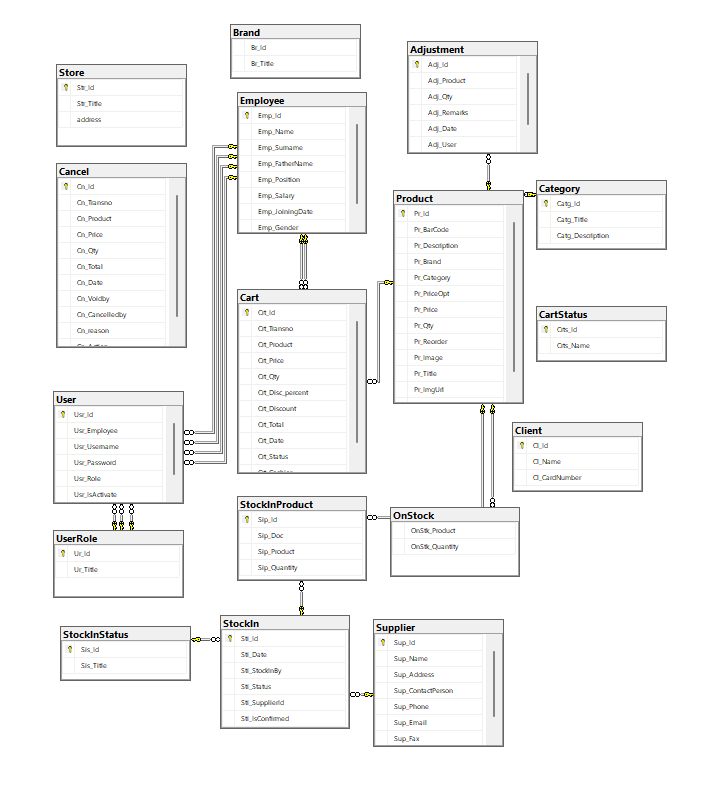 Brand
Br_Id
Br_Title
Adjustment
Adj_Id
Adj_Product
Adj_Qty
Adj_Remarks
Adj_Date
Adj_User
Store
Str_Id
Str_Title
address
Employee
Emp_Id
Emp_Name
Emp_Surname
Emp_FatherName
Emp_Position
Emp_Salary
Emp_JoiningDate
Emp_Gender
Cancel
Cn_Id
Cn_Transno
Cn_Product
Cn_Price
Cn_Qty
Cn_Total
Cn_Date
Cn_Voidby
Cn_Cancelledby
Cn_reason
Category
Catg_Id
Catg_Title
Catg_Description
Product
Pr_Id
Pr_BarCode
Pr_Description
Pr_Brand
Pr_Category
Pr_PriceOpt
Pr_Price
Pr_Qty
Pr_Reorder
Pr_Image
Pr_Title
Pr_ImgUrl
Cart
Crt_Id
Crt_Transno
Crt_Product
Crt_Price
Crt_Qty
Crt_Disc_percent
Crt_Discount
Crt_Total
Crt_Date
Crt_Status
CartStatus
Crts_Id
Crts_Name
User
Usr_Id
Usr_Employee
Usr_Username
Usr_Password
Usr_Role
Usr_IsActivate
Client
Cl_Id
Cl_Name
Cl_CardNumber
StockInProduct
Sip_Id
Sip_Doc
Sip_Product
Sip_Quantity
OnStock
OnStk_Product
OnStk_Quantity
UserRole
Ur_Id
Ur_Title
StockInStatus
Sis_Id
Sis_Title
StockIn
Sti_Id
Sti_Date
Sti_StockInBy
Sti_Status
Sti_SupplierId
Sti_IsConfirmed
Supplier
Sup_Id
Sup_Name
Sup_Address
Sup_ContactPerson
Sup_Phone
Sup_Email
Sup_Fax